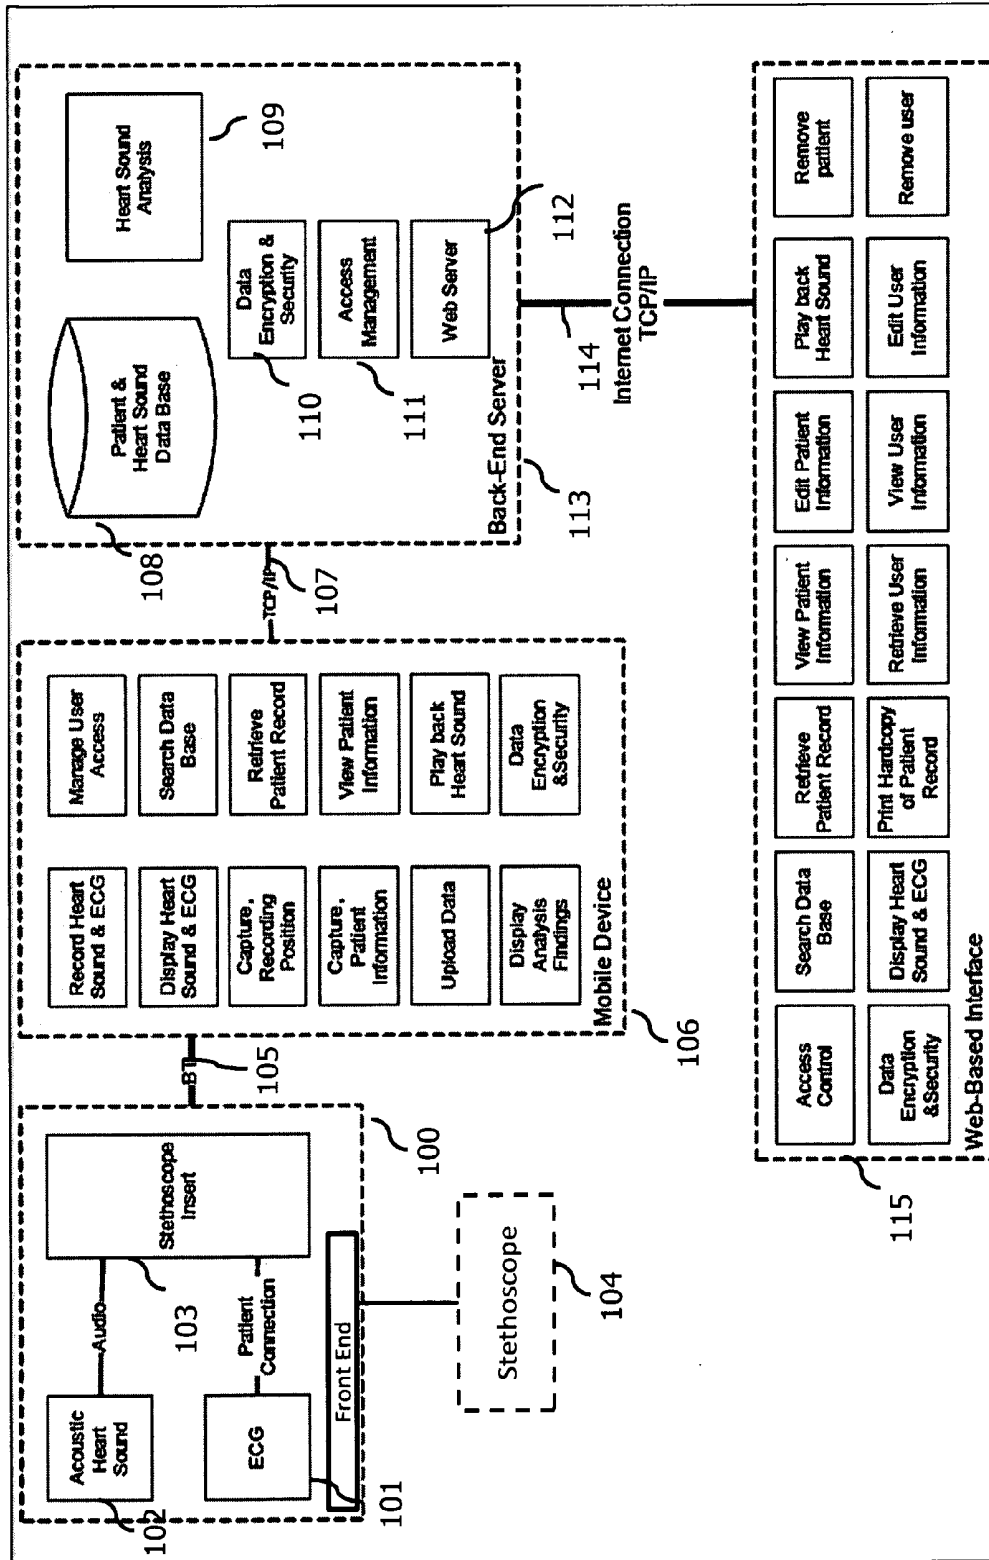 Acoustic
Heart
Sound
102
Audio
Stethoscope
Insert
103
ECG
Patient
Connection
101
Front End
100
Stethoscope
104
BT
105
Record Heart
Sound & ECG
Manage User
Access
Display Heart
Sound & ECG
Search Data
Base
Capture,
Recording
Position
Retrieve
Patient Record
Capture,
Patient
Information
View Patient
Information
Upload Data
Play back
Heart Sound
Display
Analysis
Findings
Data
Encryption
&Security
Mobile Device
106
TCP/IP
107
Patient &
Heart Sound
Data Base
108
Heart Sound
Analysis
109
Data
Encryption &
Security
110
Access
Management
111
Web Server
112
Back-End Server
113
114
Internet Connection
TCP/IP
Access
Control
Search Data
Base
Retrieve
Patient Record
View Patient
Information
Edit Patient
Information
Play back
Heart Sound
Remove
patient
Data
Encryption
&Security
Display Heart
Sound & ECG
Print Hardcopy
of Patient
Record
Retrieve User
Information
View User
Information
Edit User
Information
Remove user
Web-Based Interface
115